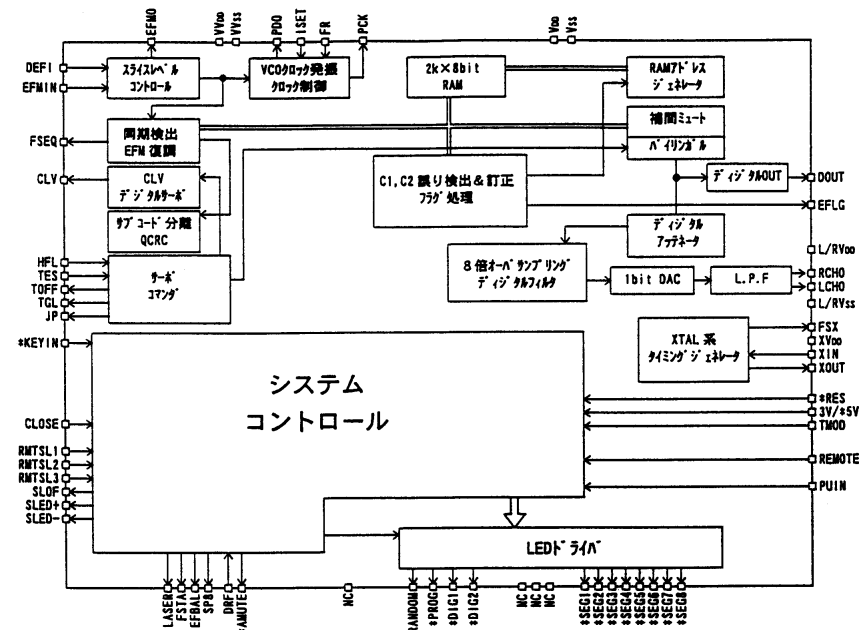 EFMO
VVDD
VVSS
PDO
ISET
FR
PCK
VDD
VSS
DEFI
EFMIN
スライスレベル
コントロール
VCOクロック発振
クロック制御
2k×8bit
RAM
RAMアドレス
ジェネレータ
FSEQ
同期検出
EFM復調
補間ミュート
バイリンガル
CLV
CLV
デジタルサーボ
C1,C2誤り検出&訂正
フラグ処理
ディジタルOUT
DOUT
EFLG
サブコード分離
QCRC
ディジタル
アッテネータ
L/RVDD
HFL
TES
TOFF
TGL
JP
サーボ
コマンダ
8倍オーバサンプリング
ディジタルフィルタ
1bit DAC
L.P.F
RCHO
LCHO
L/RVSS
*KEYIN
XTAL系
タイミングジェネレータ
FSX
XVDD
XIN
XOUT
システム
コントロール
*RES
3V/*5V
TMOD
CLOSE
RMTSL1
RMTSL2
RMTSL3
SLOF
SLED+
SLED-
REMOTE
PUIN
LEDドライバ
LASER
FSTA
EFBAL
SP8
DRF
AMUTE
NC
RANDOM
*PROG
*DIG1
*DIG2
NC
NC
NC
*SEG1
*SEG2
*SEG3
*SEG4
*SEG5
*SEG6
*SEG7
*SEG8